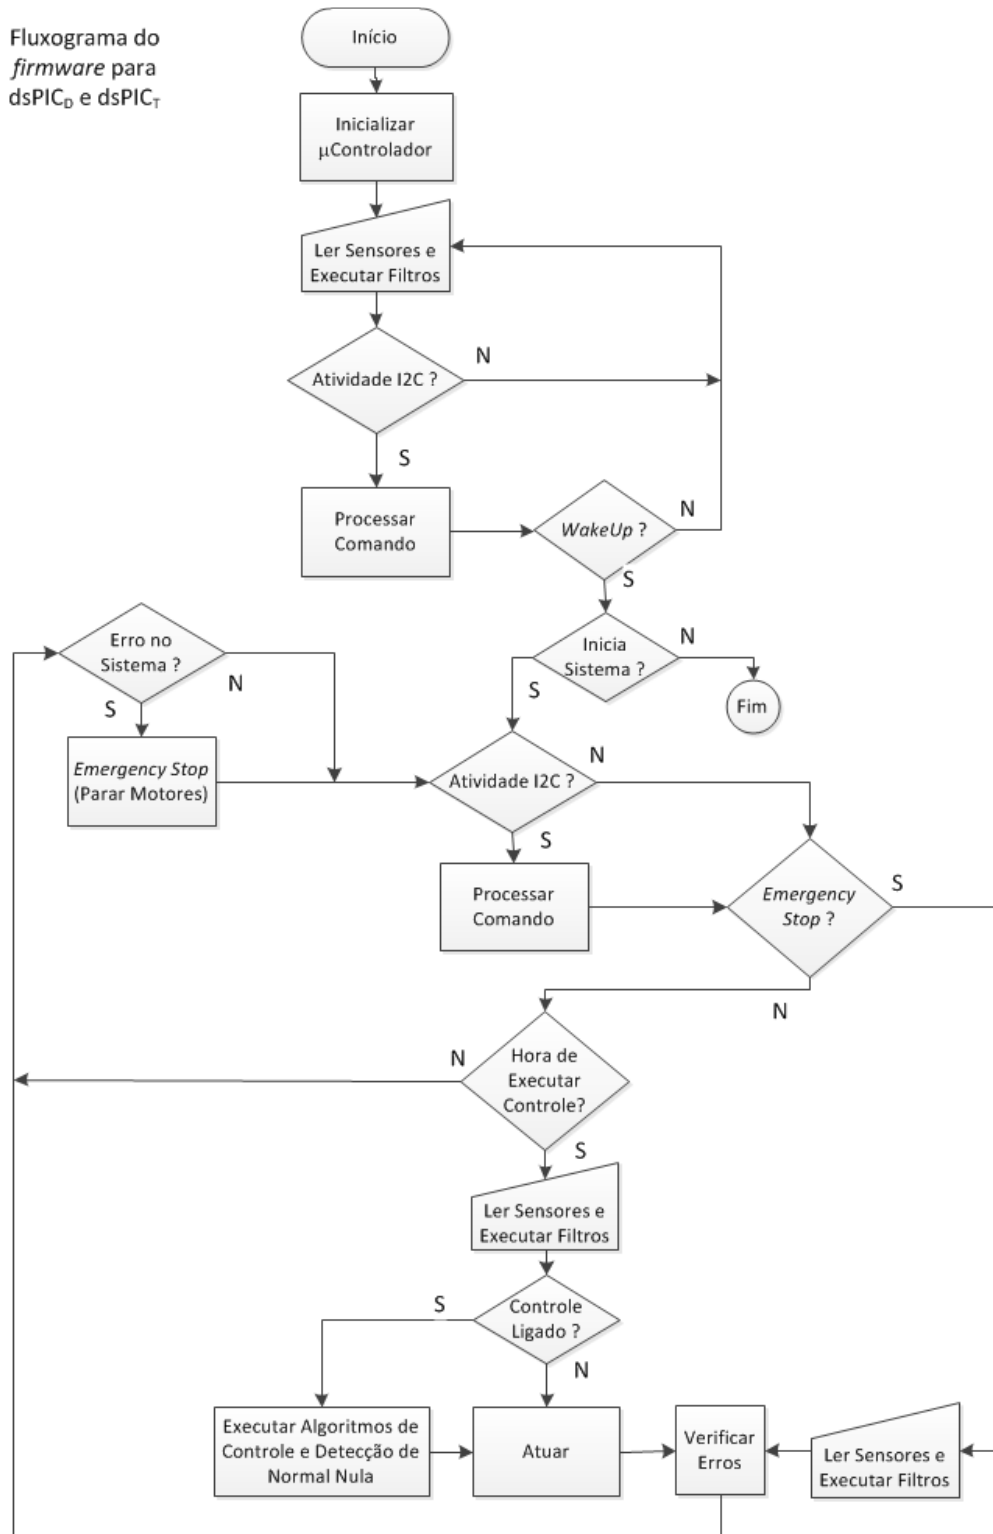 Fluxograma do
firmware para
dsPIC_D e dsPIC_T
Início
Inicializar
µControlador
Ler Sensores e
Executar Filtros
Atividade I2C ?
N
S
Processar
Comando
WakeUp ?
N
S
Inicia
Sistema ?
N
S
Fim
Erro no
Sistema ?
N
S
Emergency Stop
(Parar Motores)
Atividade I2C ?
N
S
Processar
Comando
Emergency
Stop ?
S
N
Hora de
Executar
Controle?
N
S
Ler Sensores e
Executar Filtros
Controle
Ligado ?
S
N
Executar Algoritmos de
Controle e Detecção de
Normal Nula
Atuar
Verificar
Erros
Ler Sensores e
Executar Filtros